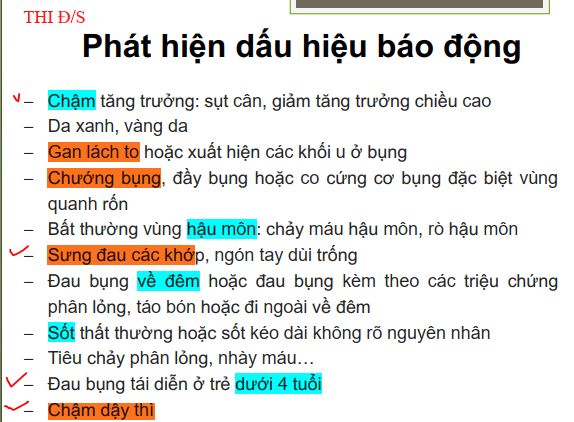 THI Đ/S
Phát hiện dấu hiệu báo động
– Chậm tăng trưởng: sụt cân, giảm tăng trưởng chiều cao
– Da xanh, vàng da
– Gan lách to hoặc xuất hiện các khối u ở bụng
– Chướng bụng, đầy bụng hoặc co cứng cơ bụng đặc biệt vùng
quanh rốn
– Bất thường vùng hậu môn: chảy máu hậu môn, rò hậu môn
– Sưng đau các khớp, ngón tay dùi trống
– Đau bụng về đêm hoặc đau bụng kèm theo các triệu chứng
phân lỏng, táo bón hoặc đi ngoài về đêm
– Sốt thất thường hoặc sốt kéo dài không rõ nguyên nhân
– Tiêu chảy phân lỏng, nhày máu…
– Đau bụng tái diễn ở trẻ dưới 4 tuổi
– Chậm dậy thì